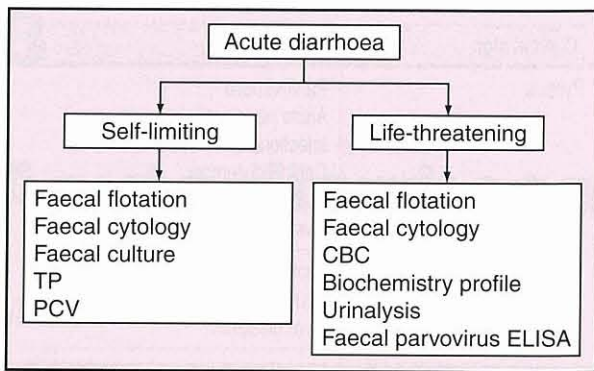 Acute diarrhoea
Self-limiting
Life-threatening
Faecal flotation
Faecal cytology
Faecal culture
TP
PCV
Faecal flotation
Faecal cytology
CBC
Biochemistry profile
Urinalysis
Faecal parvovirus ELISA